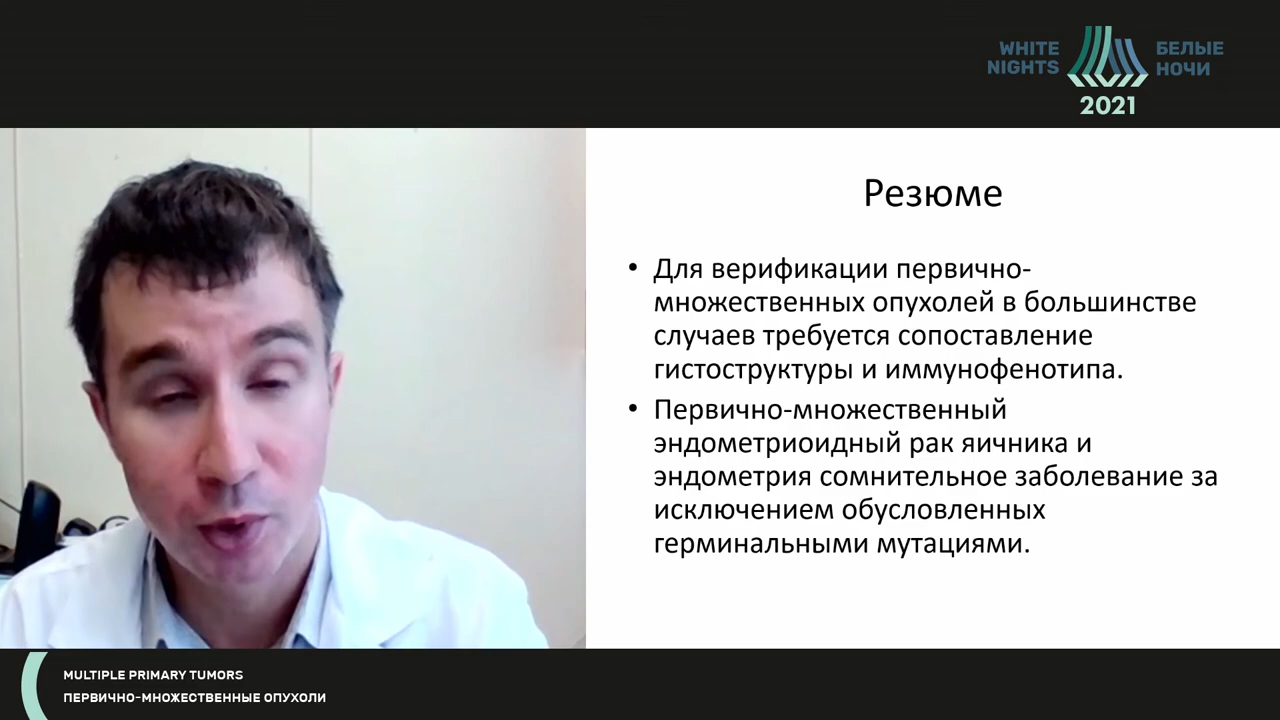 WHITE
NIGHTS
БЕЛЫЕ
НОЧИ
2021
Резюме
• Для верификации первично-
множественных опухолей в большинстве
случаев требуется сопоставление
гистоструктуры и иммунофенотипа.
• Первично-множественный
эндометриоидный рак яичника и
эндометрия сомнительное заболевание за
исключением обусловленных
герминальными мутациями.
MULTIPLE PRIMARY TUMORS
ПЕРВИЧНО-МНОЖЕСТВЕННЫЕ ОПУХОЛИ